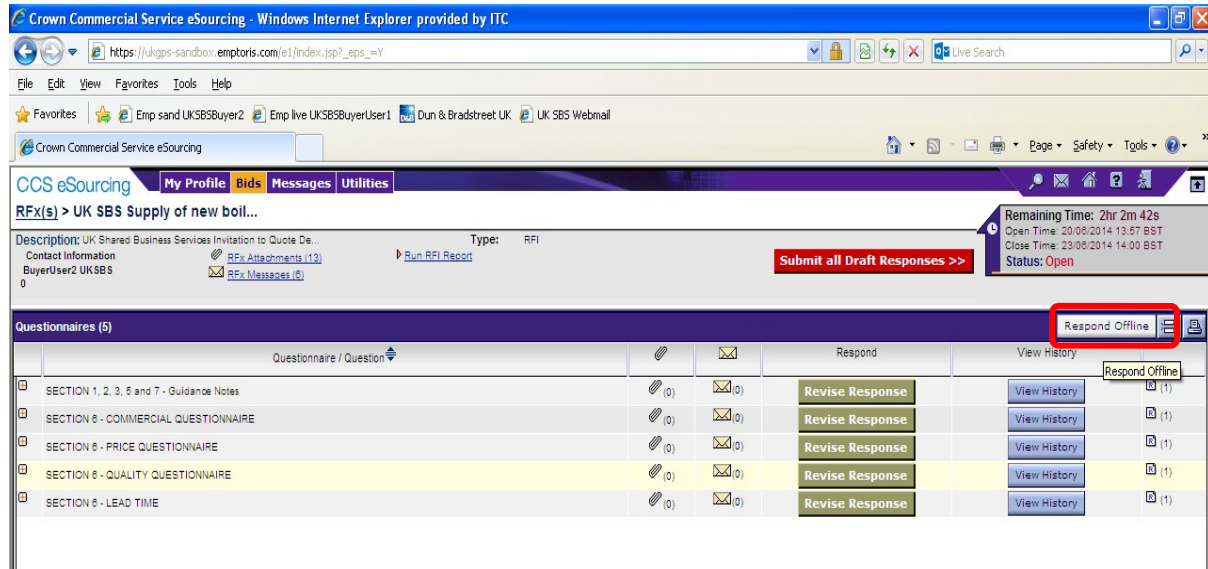 Crown Commercial Service eSourcing - Windows Internet Explorer provided by ITC
https://ukgps-sandbox.emptoris.com/e1/index.jsp?_eps_=Y
Live Search
File Edit View Favorites Tools Help
Favorites Emp sand UKSBSBuyer2 Emp live UKSBSBuyerUser1 Dun & Bradstreet UK UK SBS Webmail
Crown Commercial Service eSourcing Page Safety Tools »
CCS eSourcing My Profile Bids Messages Utilities
RFx(s) > UK SBS Supply of new boil...
Remaining Time: 2hr 2m 42s
Open Time: 20/06/2014 13:57 BST
Close Time: 23/06/2014 14:00 BST
Status: Open
Description: UK Shared Business Services Invitation to Quote De... Type: RFI
Contact Information RFx Attachments (13) Run RFI Report
BuyerUser2 UKSBS RFx Messages (6)
0
Submit all Draft Responses >>
Questionnaires (5) Respond Offline
Questionnaire / Question Respond View History
Respond Offline
SECTION 1, 2, 3, 5 and 7 - Guidance Notes (0) (0) Revise Response View History R (1)
SECTION 6 - COMMERCIAL QUESTIONNAIRE (0) (0) Revise Response View History R (1)
SECTION 6 - PRICE QUESTIONNAIRE (0) (0) Revise Response View History R (1)
SECTION 6 - QUALITY QUESTIONNAIRE (0) (0) Revise Response View History R (1)
SECTION 6 - LEAD TIME (0) (0) Revise Response View History R (1)